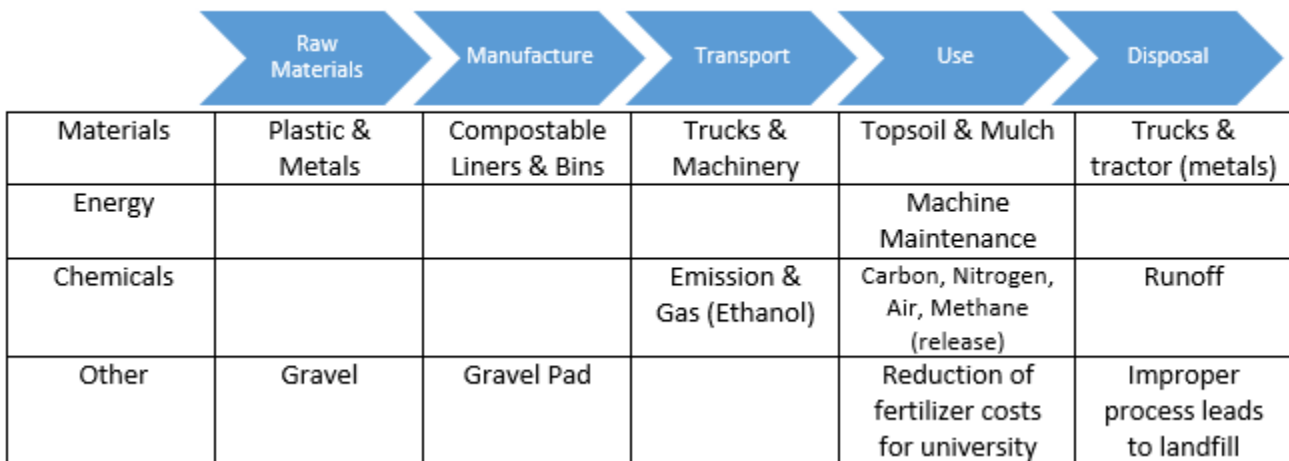 Raw
Materials
Manufacture
Transport
Use
Disposal
Materials
Plastic &
Metals
Compostable
Liners & Bins
Trucks &
Machinery
Topsoil & Mulch
Trucks &
tractor (metals)
Energy
Machine
Maintenance
Chemicals
Emission &
Gas (Ethanol)
Carbon, Nitrogen,
Air, Methane
(release)
Runoff
Other
Gravel
Gravel Pad
Reduction of
fertilizer costs
for university
Improper
process leads
to landfill